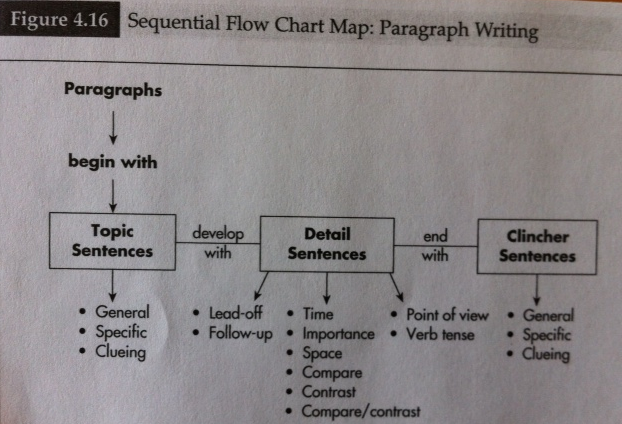 Figure 4.16 Sequential Flow Chart Map: Paragraph Writing
Paragraphs
begin with
Topic
Sentences
develop
with
Detail
Sentences
end
with
Clincher
Sentences
• General
• Specific
• Clueing
• Lead-off
• Follow-up
• Time
• Importance
• Space
• Compare
• Contrast
• Compare/contrast
• Point of view
• Verb tense
• General
• Specific
• Clueing